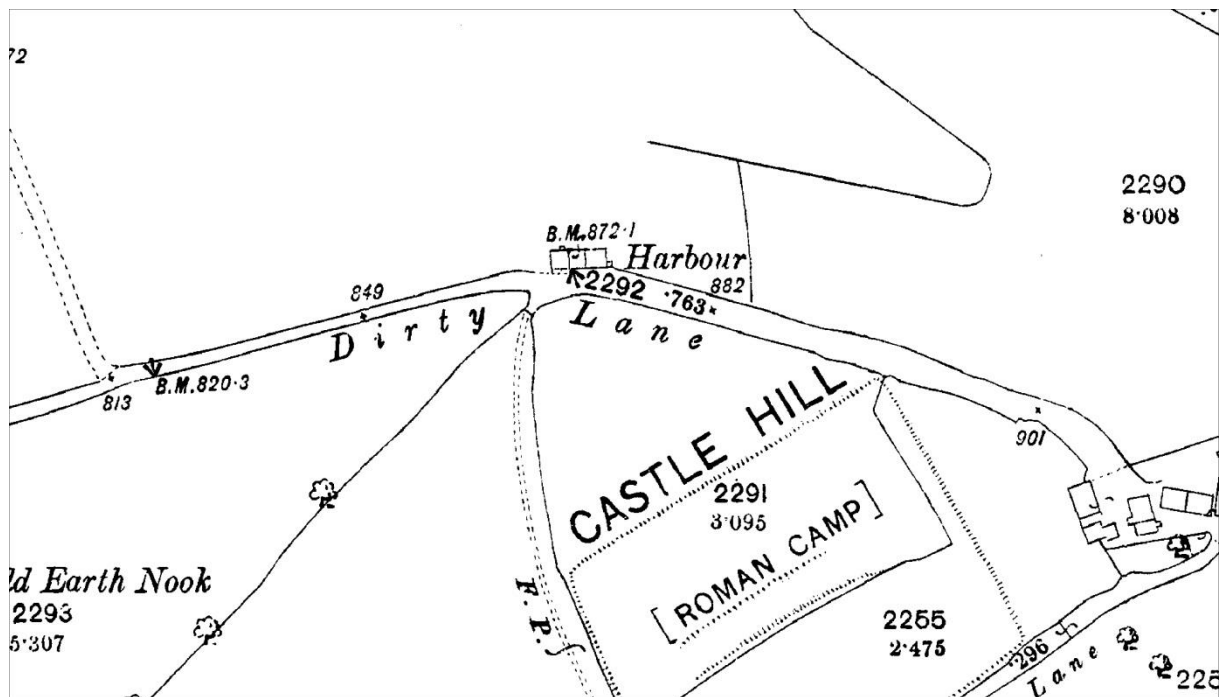 72
2290
8·008
B.M.872·1
Harbour
882
2292 ·763
849
Dirty Lane
B.M.820·3
813
901
CASTLE HILL
2291
3·095
[ROMAN CAMP]
ld Earth Nook
2293
5·307
F.P.
2255
2·475
·296
Lane
225